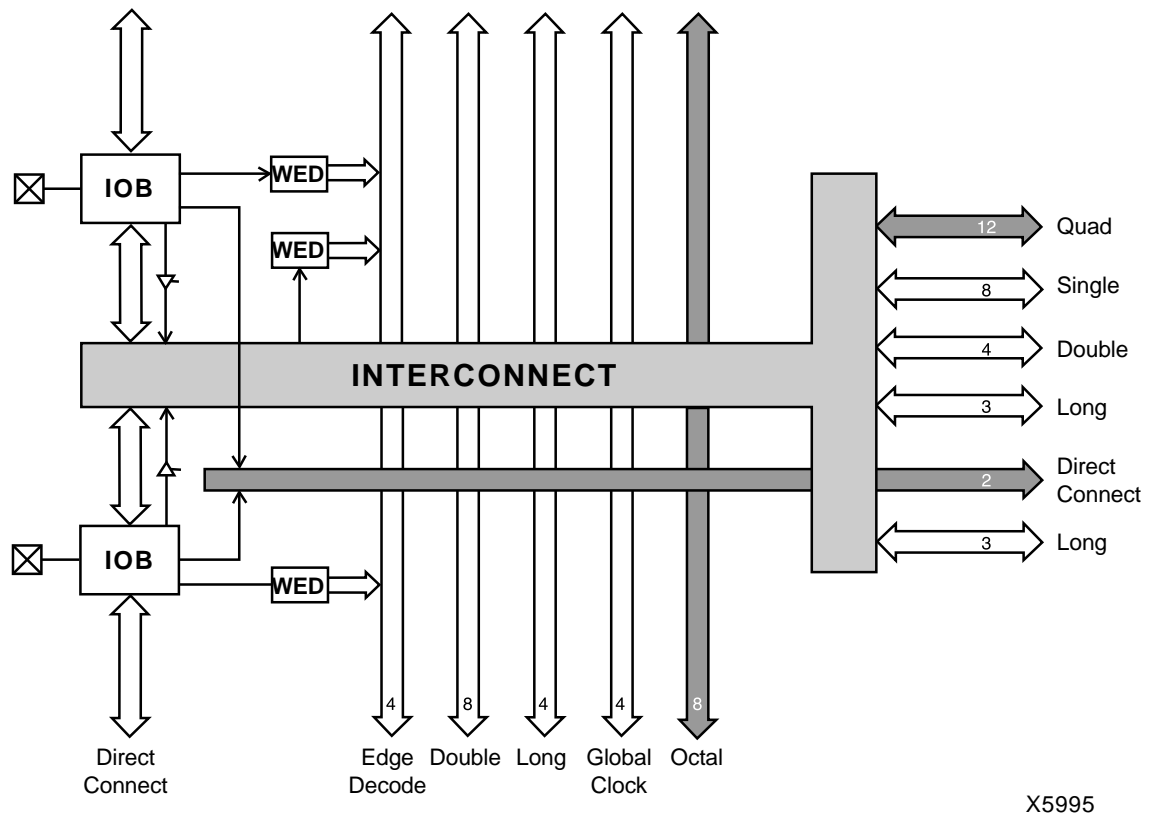 IOB
WED
WED
12
Quad
8
Single
4
Double
INTERCONNECT
3
Long
2
Direct
Connect
3
Long
IOB
WED
4
8
4
4
8
Direct
Connect
Edge
Decode
Double
Long
Global
Clock
Octal
X5995